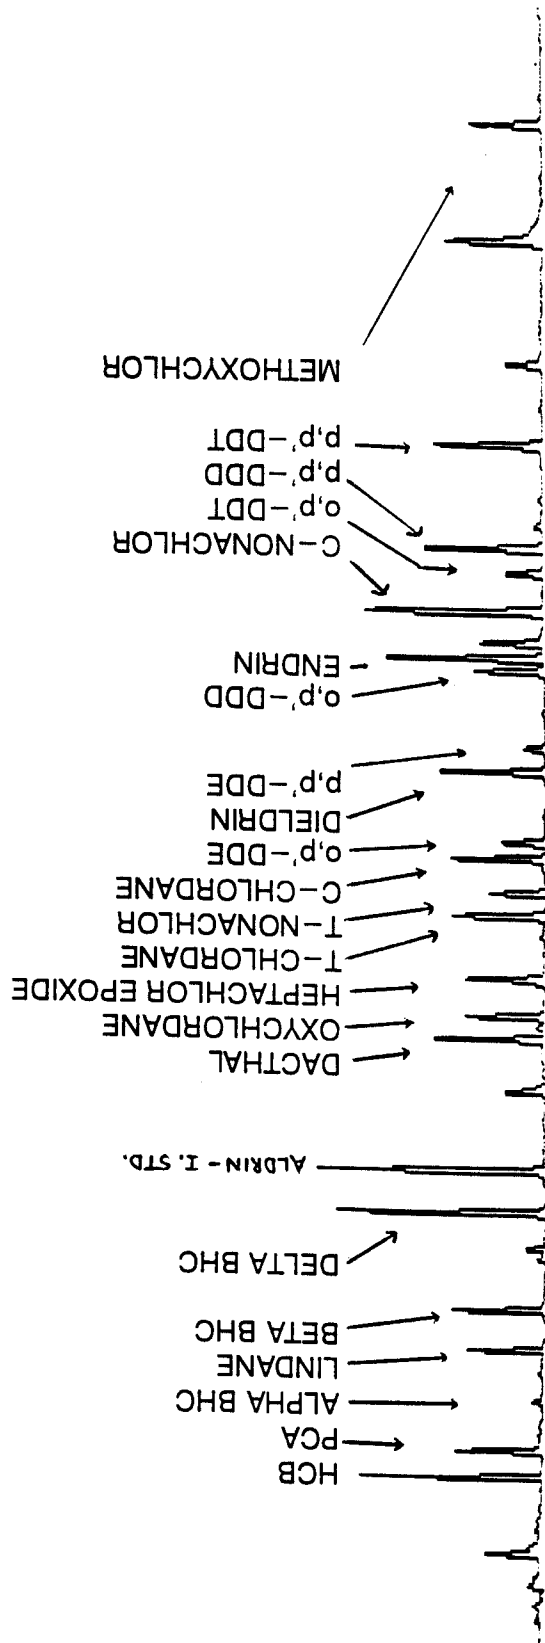 HCB
PCA
ALPHA BHC
LINDANE
BETA BHC
DELTA BHC
ALDRIN - I. STD.
DACTHAL
OXYCHLORDANE
HEPTACHLOR EPOXIDE
T-CHLORDANE
T-NONACHLOR
C-CHLORDANE
o,p'-DDE
DIELDRIN
p,p'-DDE
o,p'-DDD
ENDRIN
C-NONACHLOR
o,p'-DDT
p,p'-DDD
p,p'-DDT
METHOXYCHLOR